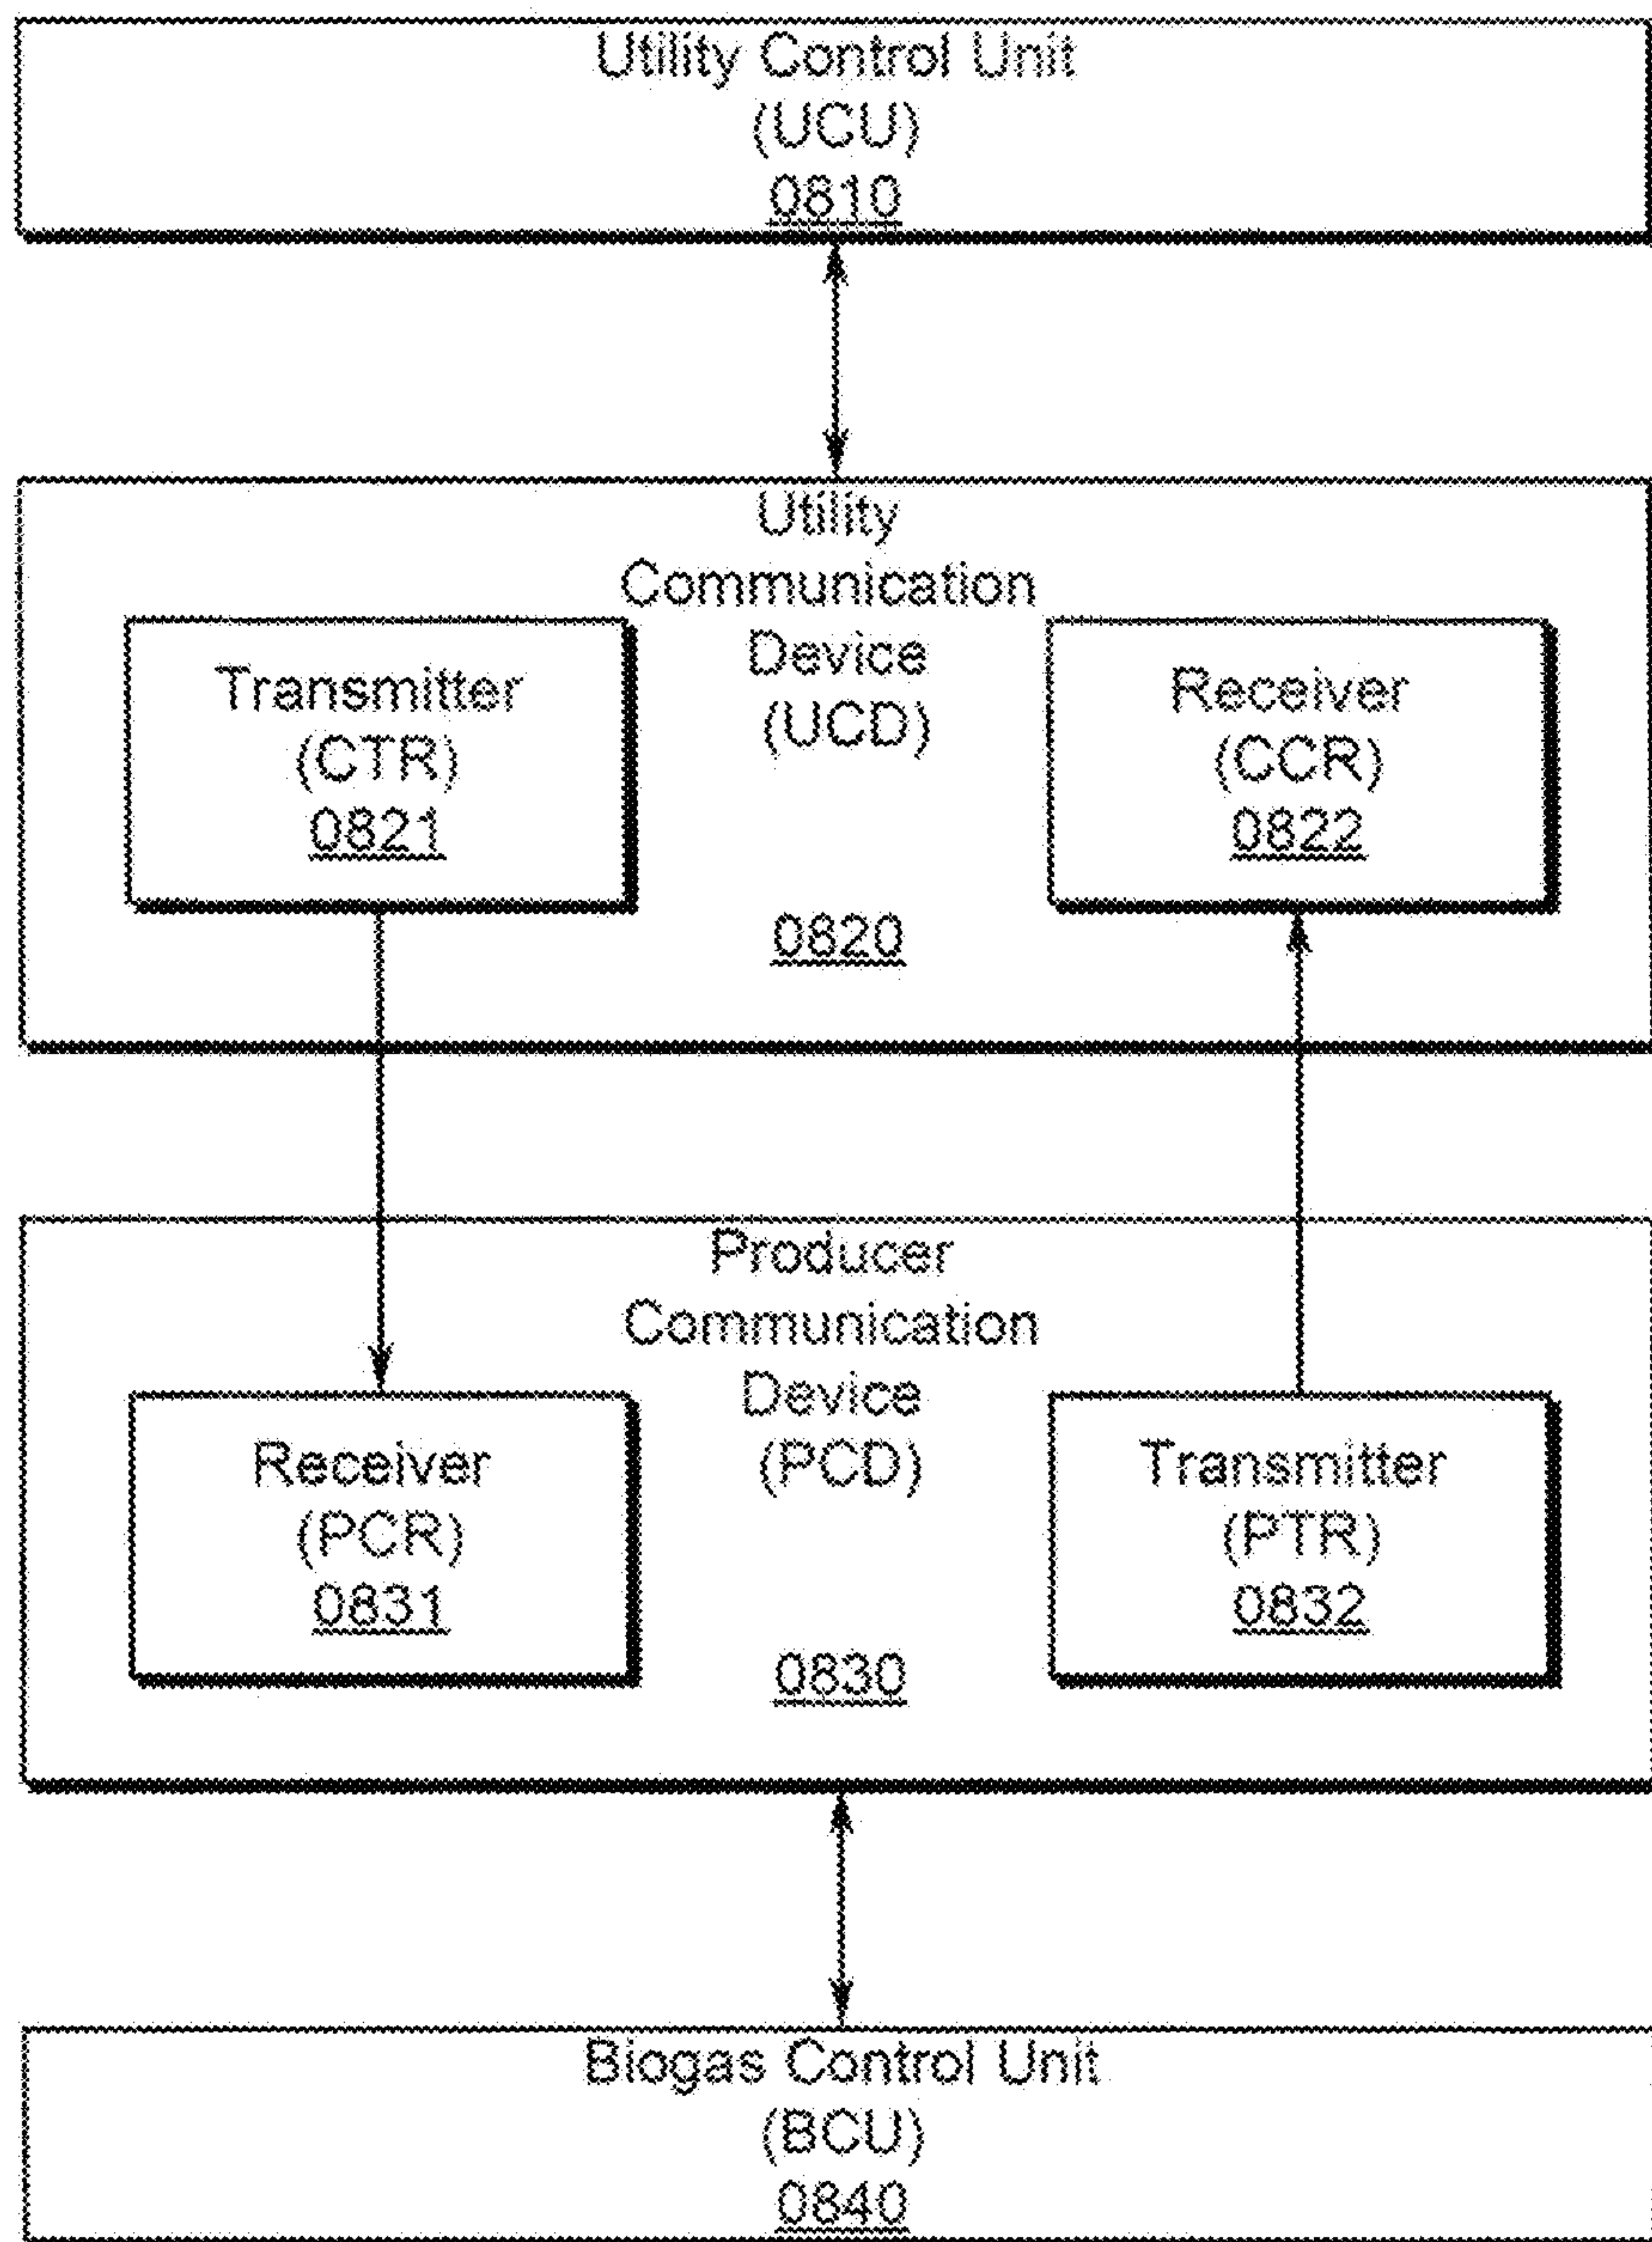 Utility Control Unit
(UCU)
0810
Utility
Communication
Device
(UCD)
Transmitter
(CTR)
0821
Receiver
(CCR)
0822
0820
Producer
Communication
Device
(PCD)
Receiver
(PCR)
0831
Transmitter
(PTR)
0832
0830
Biogas Control Unit
(BCU)
0840